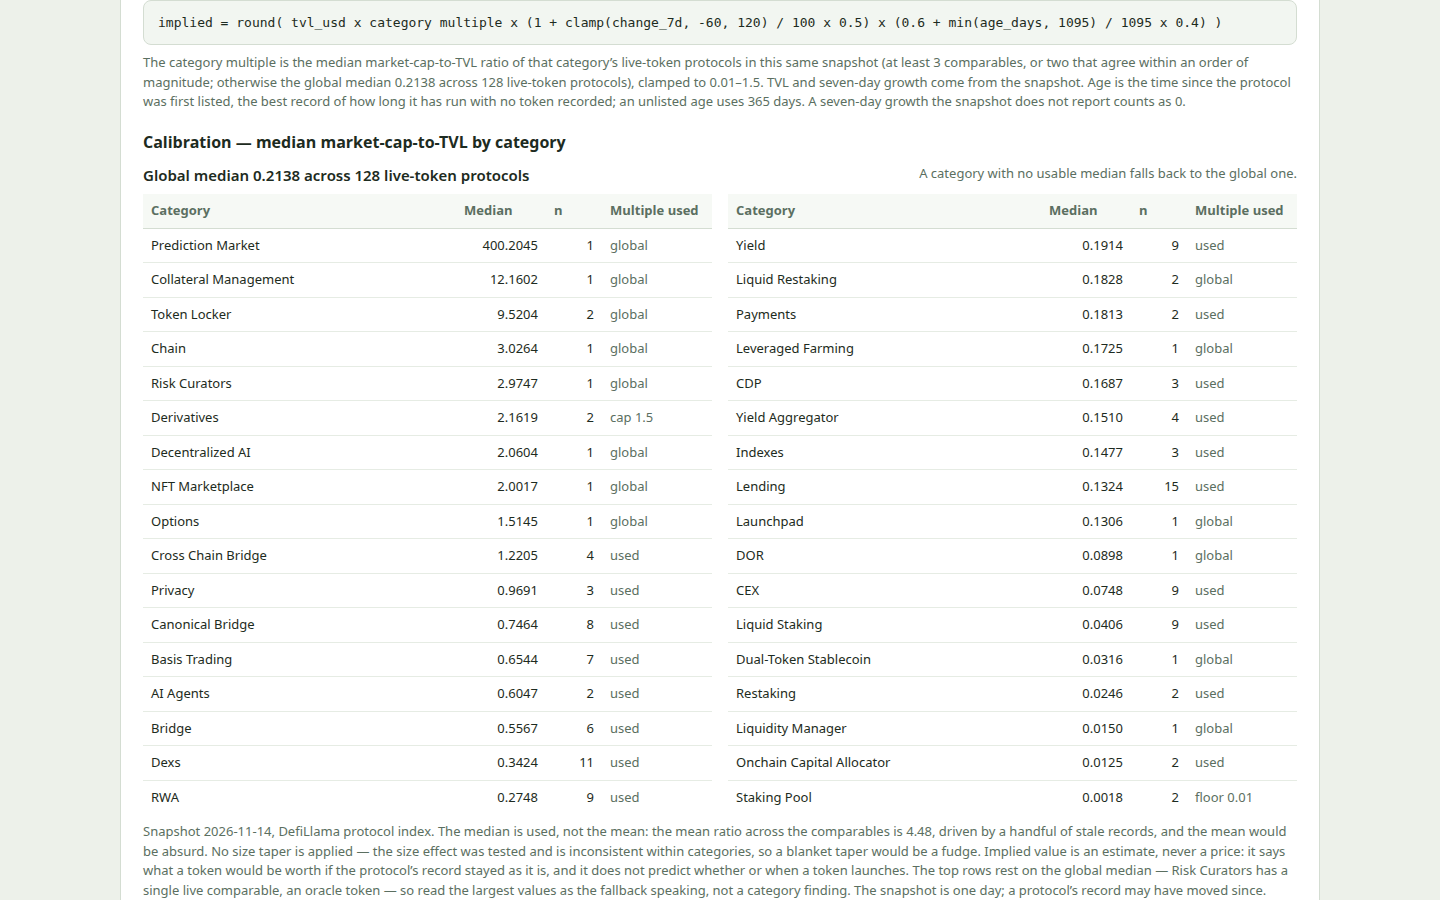 implied = round( tvl_usd x category multiple x (1 + clamp(change_7d, -60, 120) / 100 x 0.5) x (0.6 + min(age_days, 1095) / 1095 x 0.4) )
The category multiple is the median market-cap-to-TVL ratio of that category’s live-token protocols in this same snapshot (at least 3 comparables, or two that agree within an order of
magnitude; otherwise the global median 0.2138 across 128 live-token protocols), clamped to 0.01–1.5. TVL and seven-day growth come from the snapshot. Age is the time since the protocol
was first listed, the best record of how long it has run with no token recorded; an unlisted age uses 365 days. A seven-day growth the snapshot does not report counts as 0.
Calibration — median market-cap-to-TVL by category
Global median 0.2138 across 128 live-token protocols
A category with no usable median falls back to the global one.
Category Median n Multiple used
Prediction Market 400.2045 1 global
Collateral Management 12.1602 1 global
Token Locker 9.5204 2 global
Chain 3.0264 1 global
Risk Curators 2.9747 1 global
Derivatives 2.1619 2 cap 1.5
Decentralized AI 2.0604 1 global
NFT Marketplace 2.0017 1 global
Options 1.5145 1 global
Cross Chain Bridge 1.2205 4 used
Privacy 0.9691 3 used
Canonical Bridge 0.7464 8 used
Basis Trading 0.6544 7 used
AI Agents 0.6047 2 used
Bridge 0.5567 6 used
Dexs 0.3424 11 used
RWA 0.2748 9 used
Category Median n Multiple used
Yield 0.1914 9 used
Liquid Restaking 0.1828 2 global
Payments 0.1813 2 used
Leveraged Farming 0.1725 1 global
CDP 0.1687 3 used
Yield Aggregator 0.1510 4 used
Indexes 0.1477 3 used
Lending 0.1324 15 used
Launchpad 0.1306 1 global
DOR 0.0898 1 global
CEX 0.0748 9 used
Liquid Staking 0.0406 9 used
Dual-Token Stablecoin 0.0316 1 global
Restaking 0.0246 2 used
Liquidity Manager 0.0150 1 global
Onchain Capital Allocator 0.0125 2 used
Staking Pool 0.0018 2 floor 0.01
Snapshot 2026-11-14, DefiLlama protocol index. The median is used, not the mean: the mean ratio across the comparables is 4.48, driven by a handful of stale records, and the mean would
be absurd. No size taper is applied — the size effect was tested and is inconsistent within categories, so a blanket taper would be a fudge. Implied value is an estimate, never a price: it says
what a token would be worth if the protocol’s record stayed as it is, and it does not predict whether or when a token launches. The top rows rest on the global median — Risk Curators has a
single live comparable, an oracle token — so read the largest values as the fallback speaking, not a category finding. The snapshot is one day; a protocol’s record may have moved since.